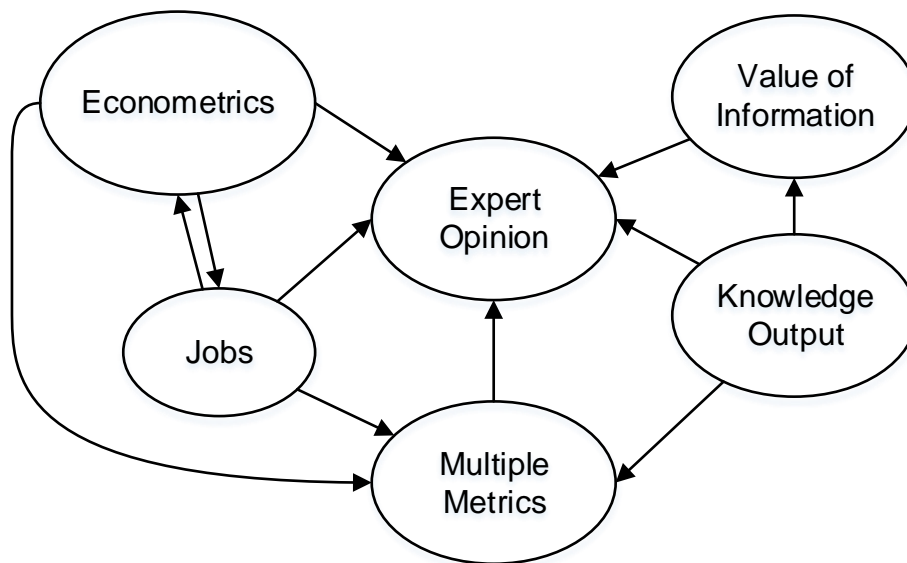 Econometrics
Value of
Information
Expert
Opinion
Knowledge
Output
Jobs
Multiple
Metrics